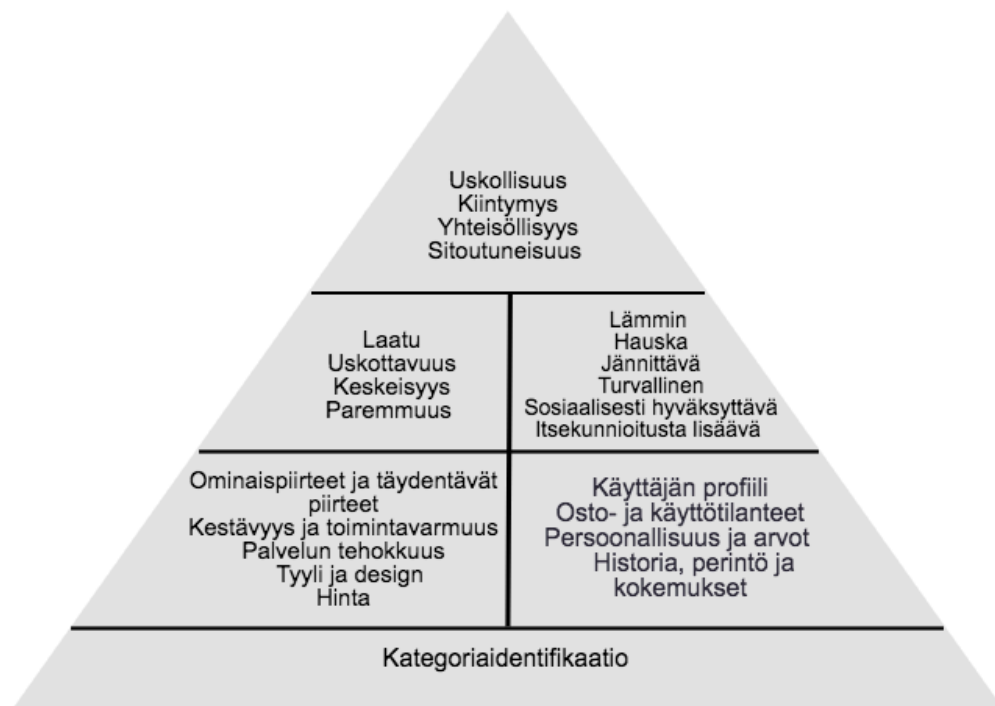 Uskollisuus
Kiintymys
Yhteisöllisyys
Sitoutuneisuus
Laatu
Uskottavuus
Keskeisyys
Paremmuus
Lämmin
Hauska
Jännittävä
Turvallinen
Sosiaalisesti hyväksyttävä
Itsekunnioitusta lisäävä
Ominaispiirteet ja täydentävät
piirteet
Kestävyys ja toimintavarmuus
Palvelun tehokkuus
Tyyli ja design
Hinta
Käyttäjän profiili
Osto- ja käyttötilanteet
Persoonallisuus ja arvot
Historia, perintö ja
kokemukset
Kategoriaidentifikaatio